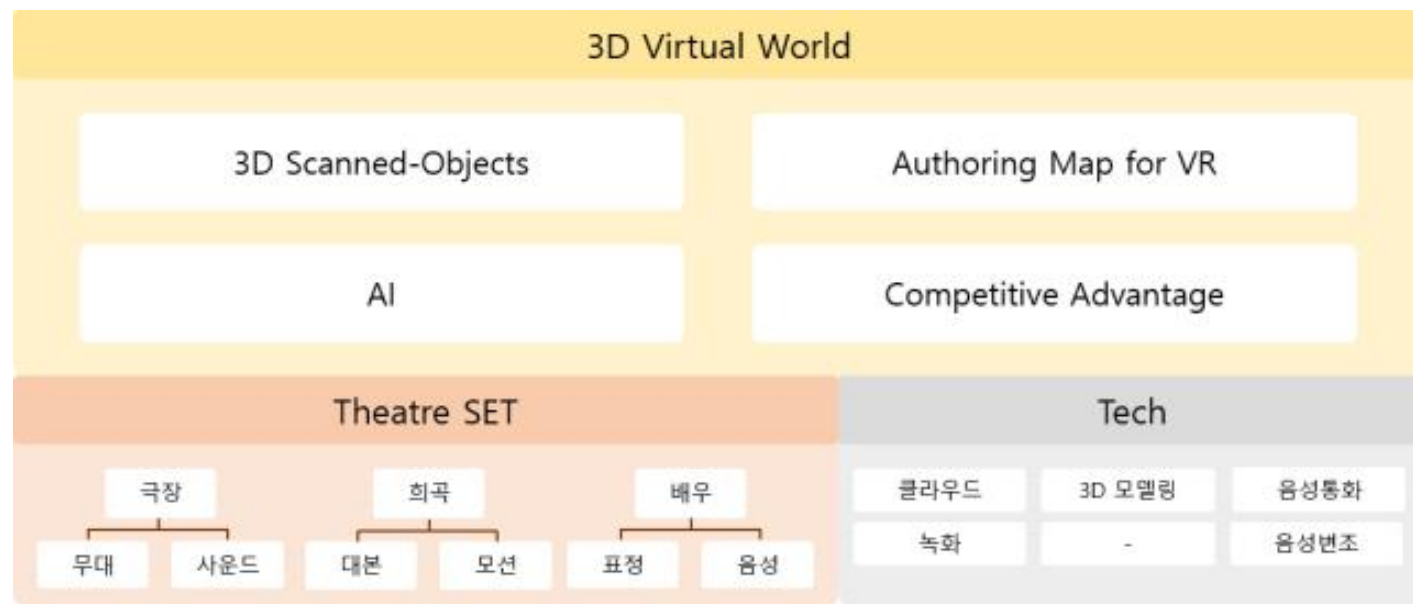 3D Virtual World
3D Scanned-Objects
Authoring Map for VR
AI
Competitive Advantage
Theatre SET
Tech
극장
희곡
배우
무대
사운드
대본
모션
표정
음성
클라우드
3D 모델링
음성통화
녹화
-
음성변조